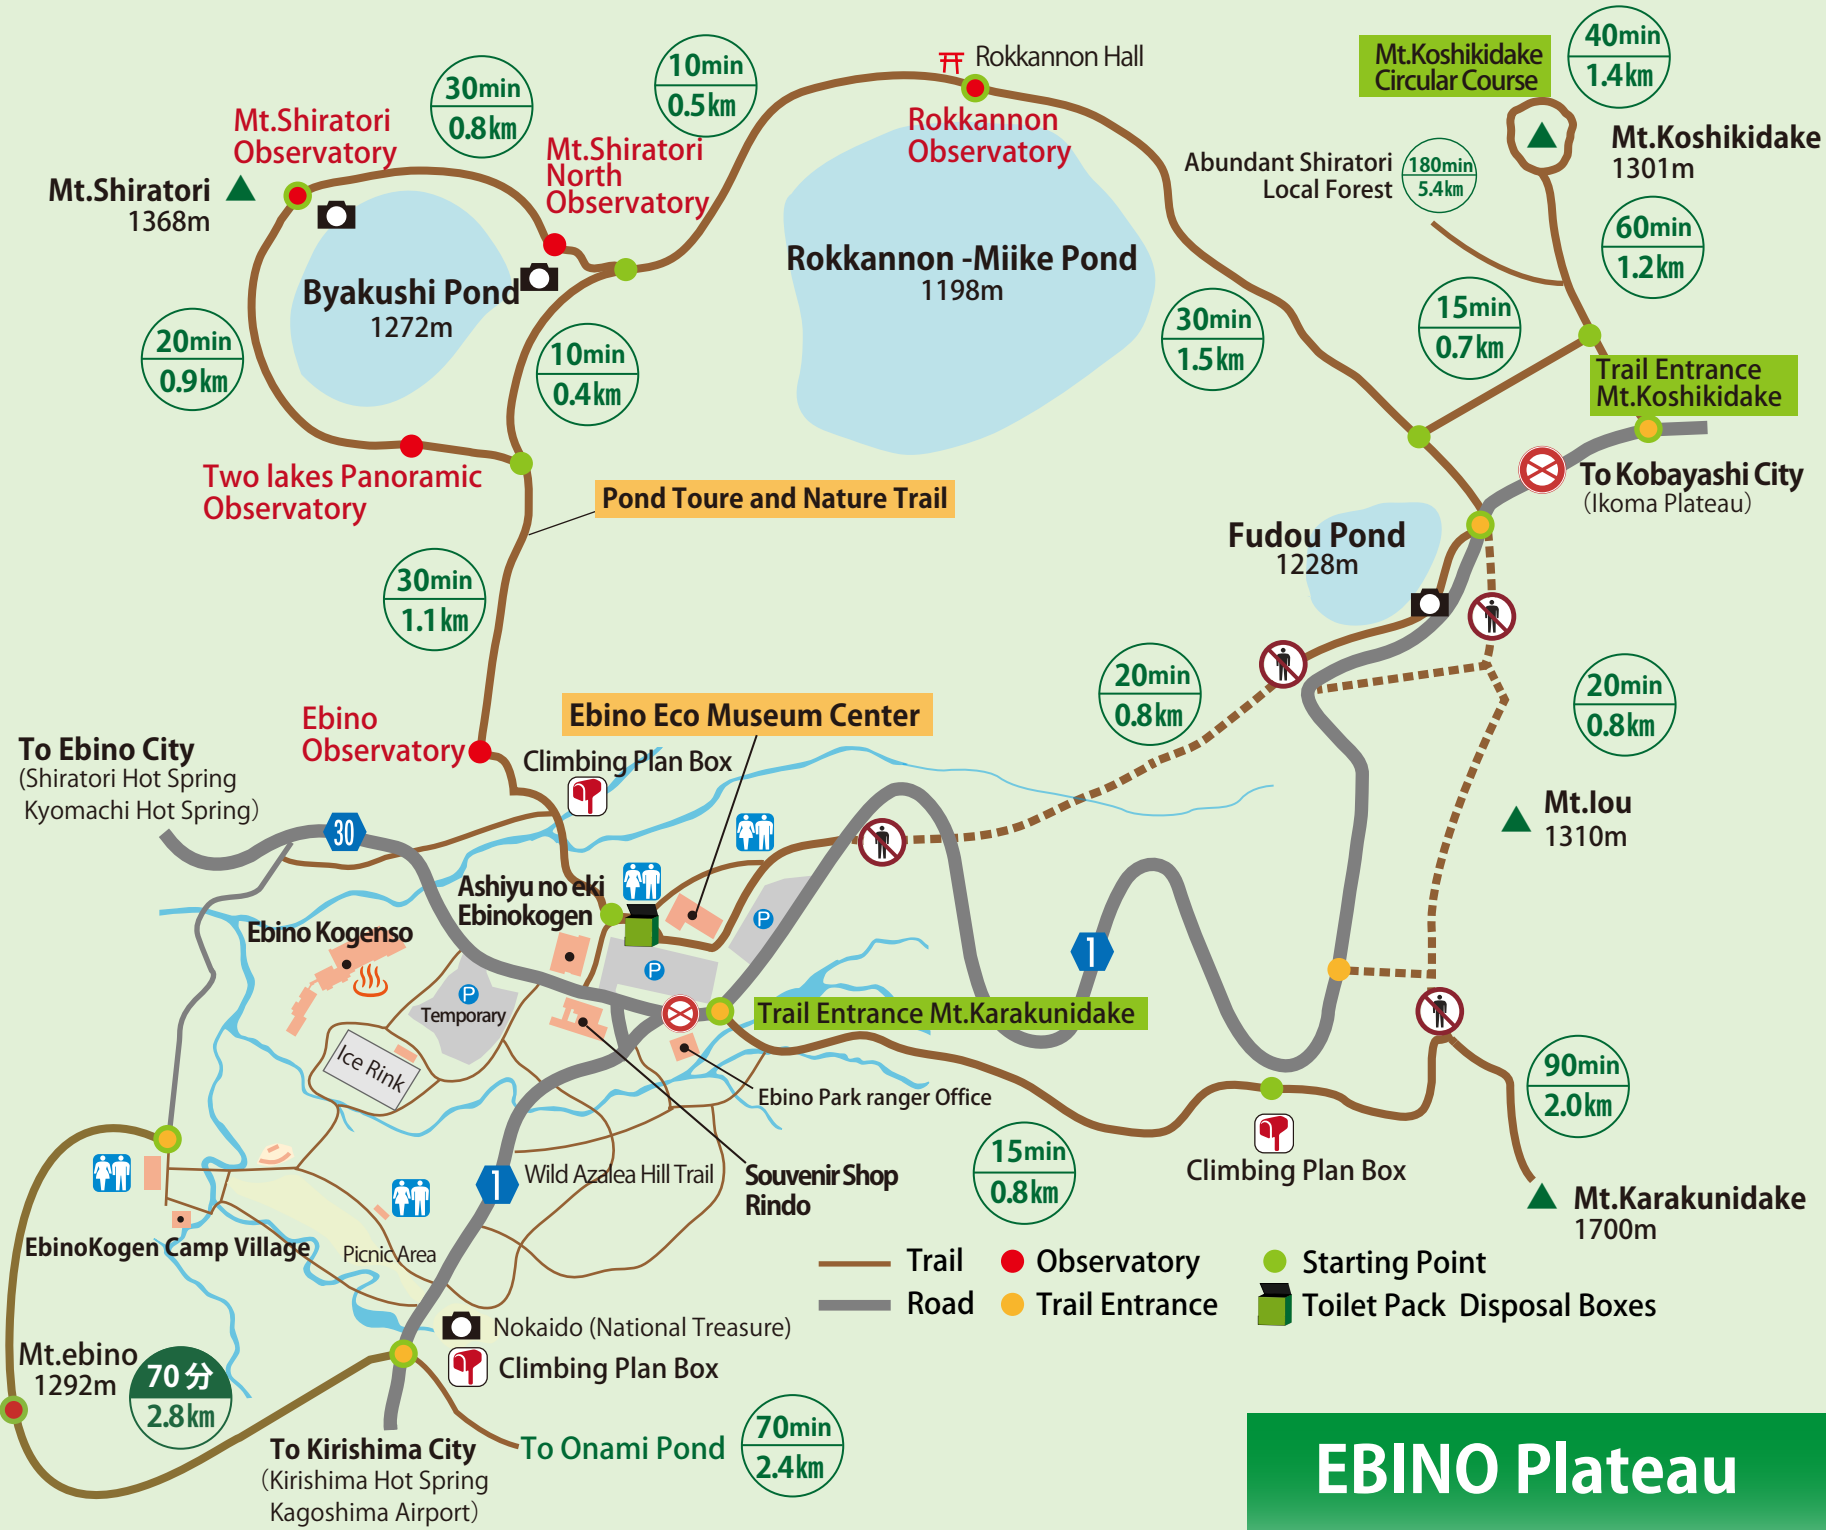 Mt.Koshikidake
Circular Course
40min
1.4km
Rokkannon Hall
10min
0.5km
30min
0.8km
Mt.Shiratori
Observatory
Rokkannon
Observatory
Mt.Shiratori
North
Observatory
Mt.Koshikidake
1301m
Abundant Shiratori
Local Forest
180min
5.4km
Mt.Shiratori
1368m
60min
1.2km
Rokkannon -Miike Pond
1198m
Byakushi Pond
1272m
15min
0.7km
30min
1.5km
20min
0.9km
10min
0.4km
Trail Entrance
Mt.Koshikidake
Two lakes Panoramic
Observatory
To Kobayashi City
(Ikoma Plateau)
Pond Toure and Nature Trail
Fudou Pond
1228m
30min
1.1km
20min
0.8km
20min
0.8km
Ebino
Observatory
Ebino Eco Museum Center
To Ebino City
(Shiratori Hot Spring
Kyomachi Hot Spring)
Climbing Plan Box
Mt.Iou
1310m
30
Ashiyu no eki
Ebinokogen
P
Ebino Kogenso
1
P
P
Temporary
Trail Entrance Mt.Karakunidake
Ice Rink
Ebino Park ranger Office
90min
2.0km
15min
0.8km
Climbing Plan Box
1
Wild Azalea Hill Trail
Souvenir Shop
Rindo
Mt.Karakunidake
1700m
EbinoKogen Camp Village
Picnic Area
Trail
Observatory
Starting Point
Road
Trail Entrance
Toilet Pack Disposal Boxes
Nokaido (National Treasure)
Climbing Plan Box
Mt.ebino
1292m
70分
2.8km
To Kirishima City
(Kirishima Hot Spring
Kagoshima Airport)
To Onami Pond
70min
2.4km
EBINO Plateau